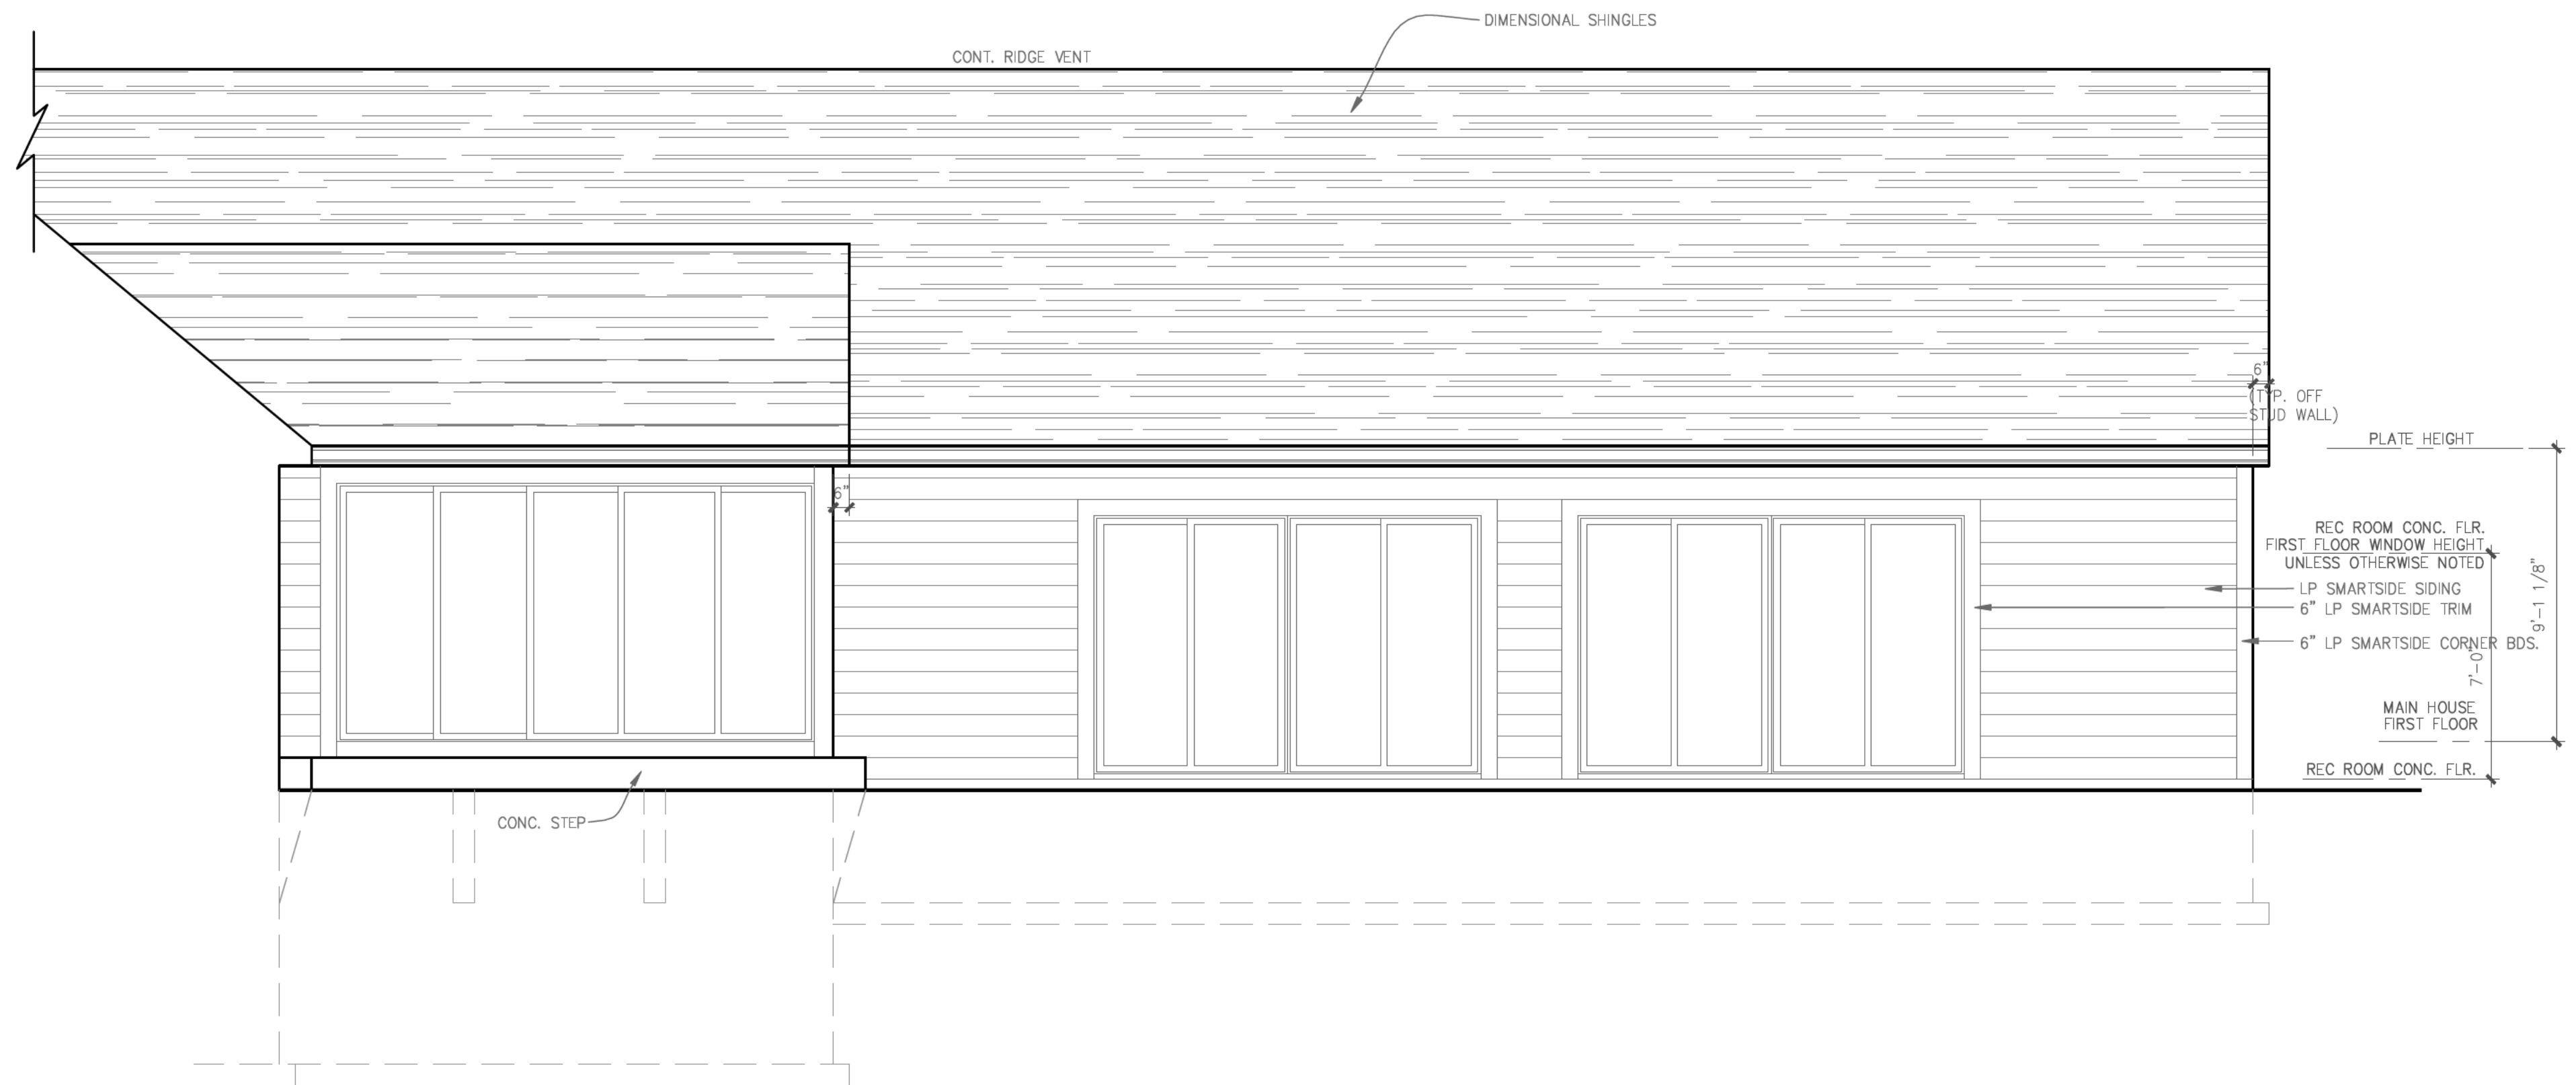 DIMENSIONAL SHINGLES
CONT. RIDGE VENT
6"
(TYP. OFF
STUD WALL)
PLATE HEIGHT
6"
REC ROOM CONC. FLR.
FIRST FLOOR WINDOW HEIGHT
UNLESS OTHERWISE NOTED
LP SMARTSIDE SIDING
6" LP SMARTSIDE TRIM
6" LP SMARTSIDE CORNER BDS.
9'-1 1/8"
7'-0"
MAIN HOUSE
FIRST FLOOR
REC ROOM CONC. FLR.
CONC. STEP